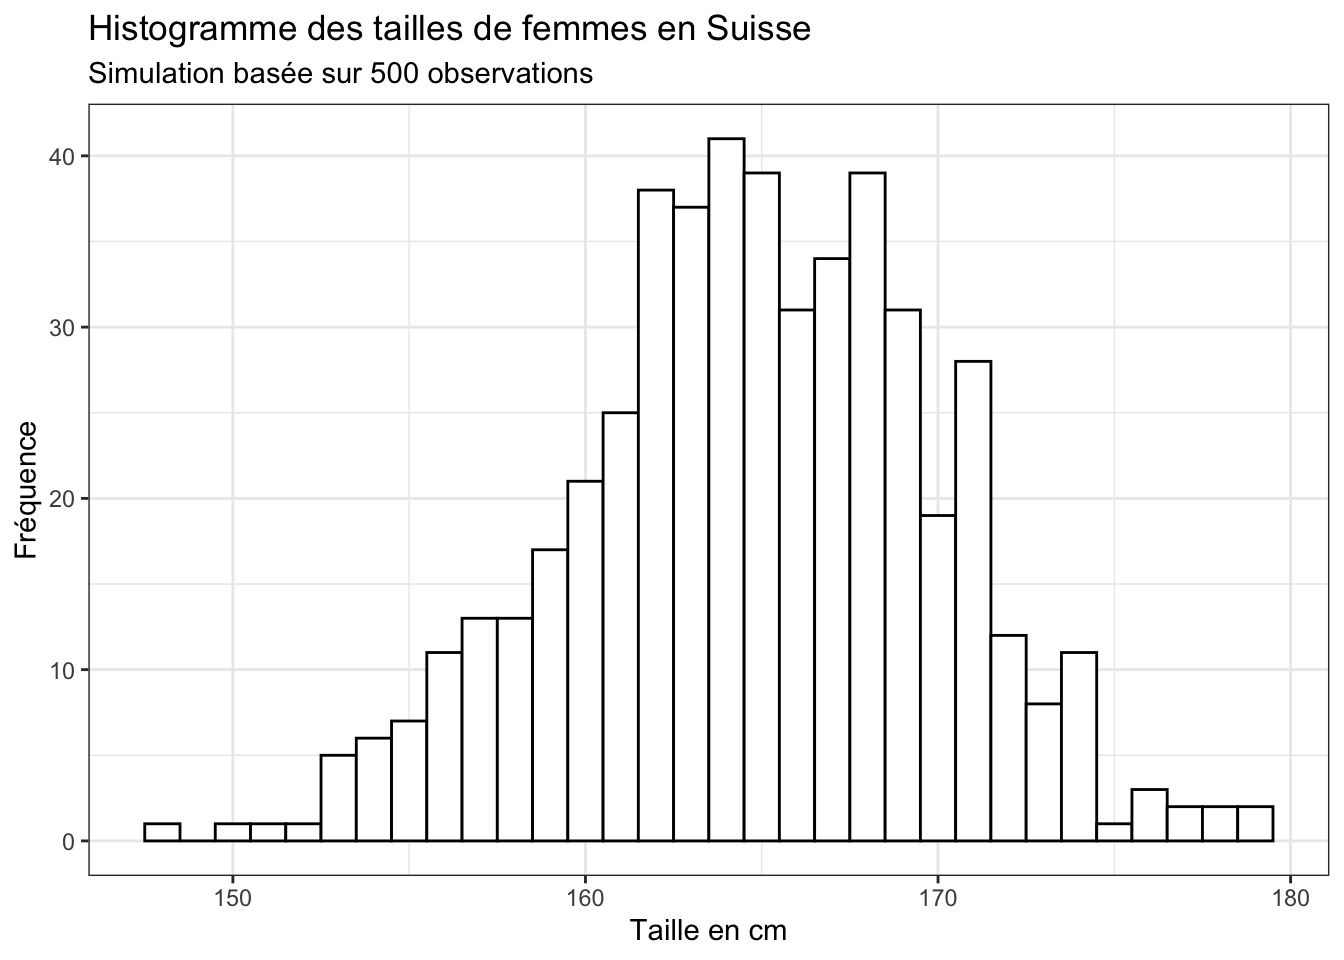 Histogramme des tailles de femmes en Suisse
Simulation basée sur 500 observations
Fréquence
40
30
20
10
0
150 160 170 180
Taille en cm